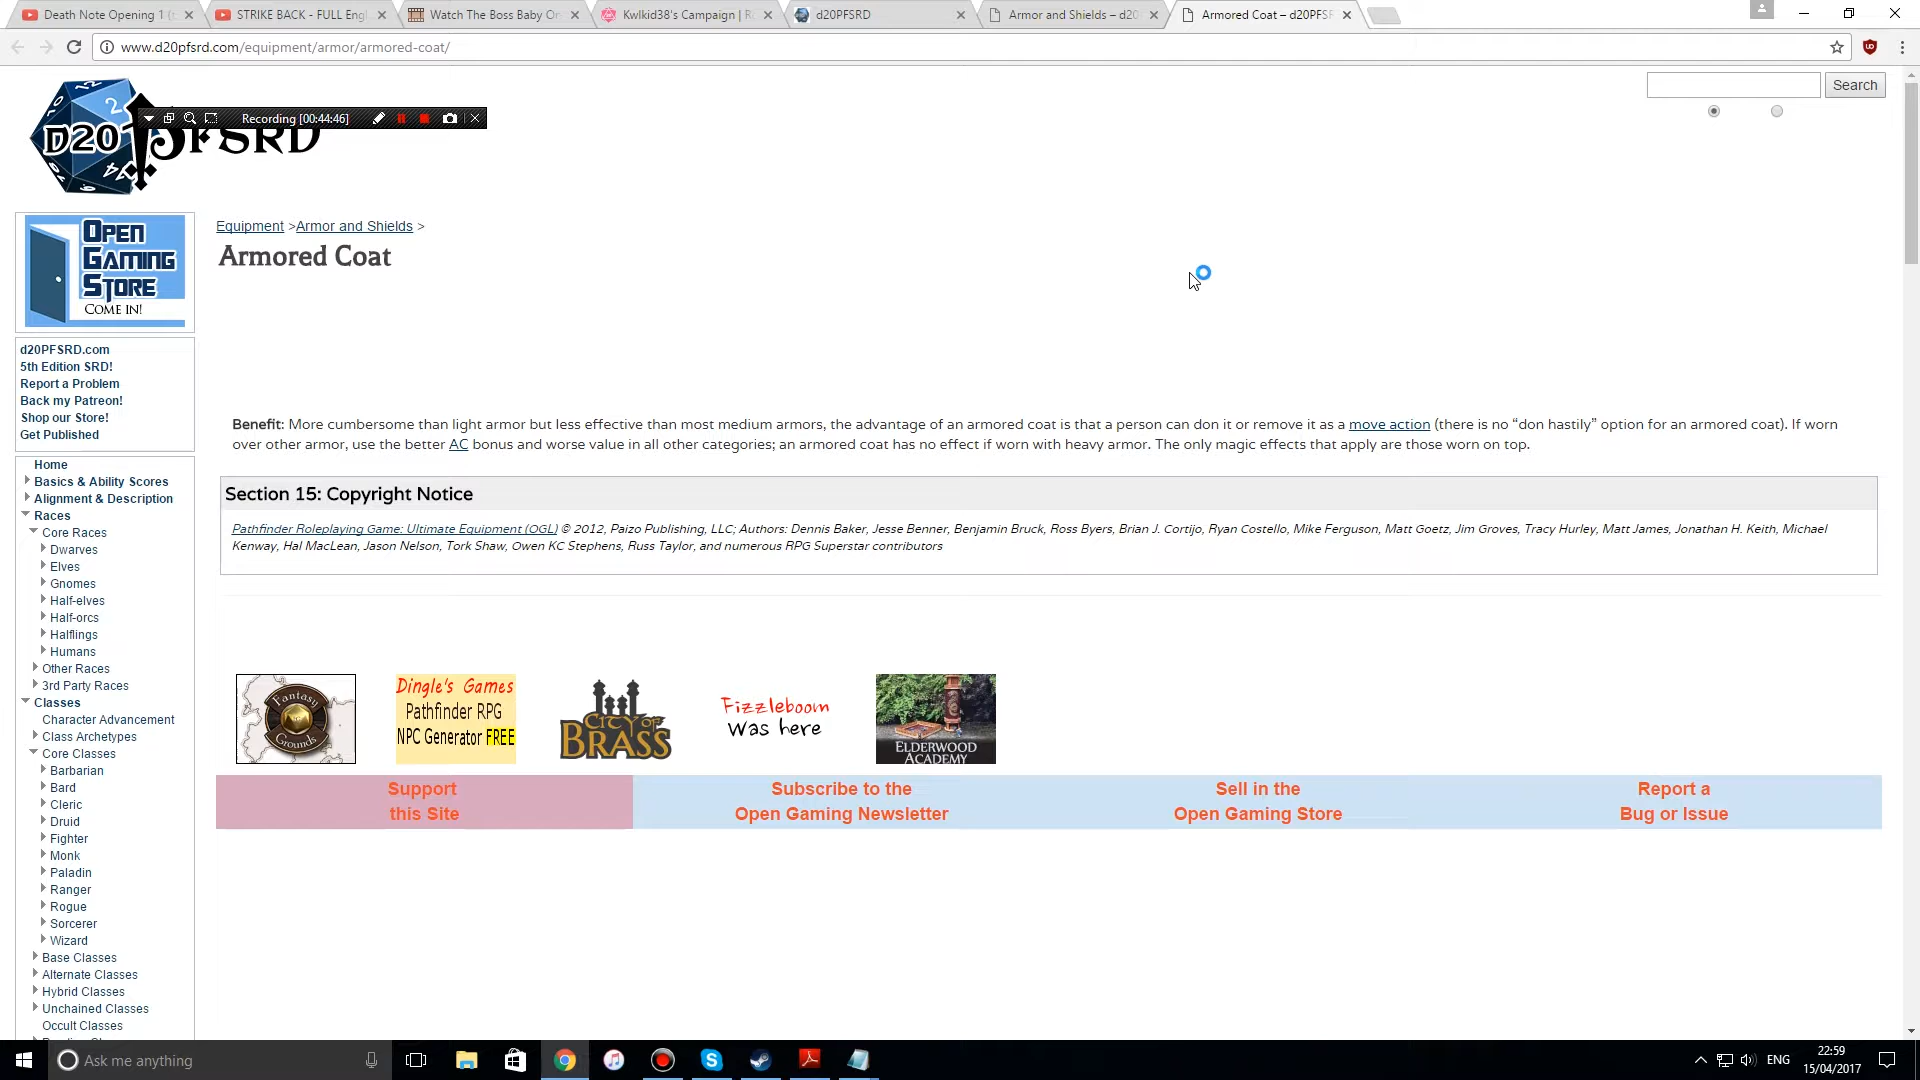 Death Note Opening 1 (
STRIKE BACK - FULL Engl
Watch The Boss Baby On
Kwlkid38's Campaign | R
d20PFSRD
Armor and Shields – d20
Armored Coat – d20PFSF
www.d20pfsrd.com/equipment/armor/armored-coat/
Search
D20 PFSRD
Recording [00:44:46]
OPEN
GAMING
STORE
COME IN!
Equipment >Armor and Shields >
Armored Coat
d20PFSRD.com
5th Edition SRD!
Report a Problem
Back my Patreon!
Shop our Store!
Get Published
Home
Basics & Ability Scores
Alignment & Description
Races
Core Races
Dwarves
Elves
Gnomes
Half-elves
Half-orcs
Halflings
Humans
Other Races
3rd Party Races
Classes
Character Advancement
Class Archetypes
Core Classes
Barbarian
Bard
Cleric
Druid
Fighter
Monk
Paladin
Ranger
Rogue
Sorcerer
Wizard
Base Classes
Alternate Classes
Hybrid Classes
Unchained Classes
Occult Classes
Benefit: More cumbersome than light armor but less effective than most medium armors, the advantage of an armored coat is that a person can don it or remove it as a move action (there is no “don hastily” option for an armored coat). If worn
over other armor, use the better AC bonus and worse value in all other categories; an armored coat has no effect if worn with heavy armor. The only magic effects that apply are those worn on top.
Section 15: Copyright Notice
Pathfinder Roleplaying Game: Ultimate Equipment (OGL) © 2012, Paizo Publishing, LLC; Authors: Dennis Baker, Jesse Benner, Benjamin Bruck, Ross Byers, Brian J. Cortijo, Ryan Costello, Mike Ferguson, Matt Goetz, Jim Groves, Tracy Hurley, Matt James, Jonathan H. Keith, Michael
Kenway, Hal MacLean, Jason Nelson, Tork Shaw, Owen KC Stephens, Russ Taylor, and numerous RPG Superstar contributors
Fantasy
Grounds
Dingle's Games
Pathfinder RPG
NPC Generator FREE
CITY OF
BRASS
Fizzleboom
Was here
ELDERWOOD
ACADEMY
Support
this Site
Subscribe to the
Open Gaming Newsletter
Sell in the
Open Gaming Store
Report a
Bug or Issue
Ask me anything
ENG
22:59
15/04/2017